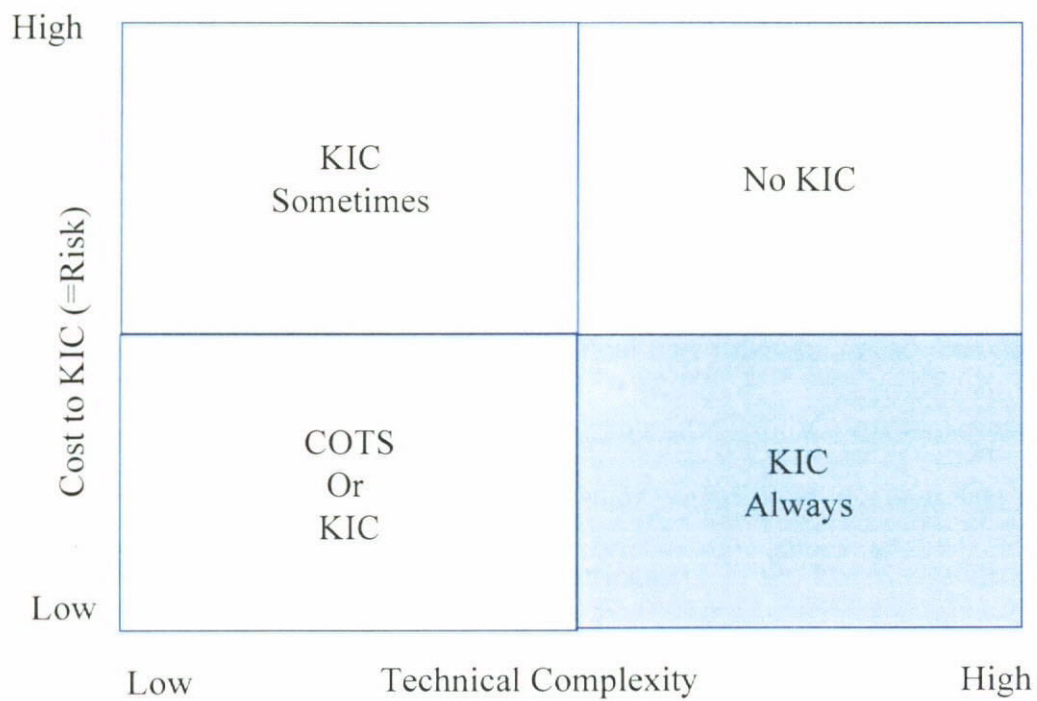 High
KIC
Sometimes
No KIC
Cost to KIC (=Risk)
COTS
Or
KIC
KIC
Always
Low
Low
Technical Complexity
High